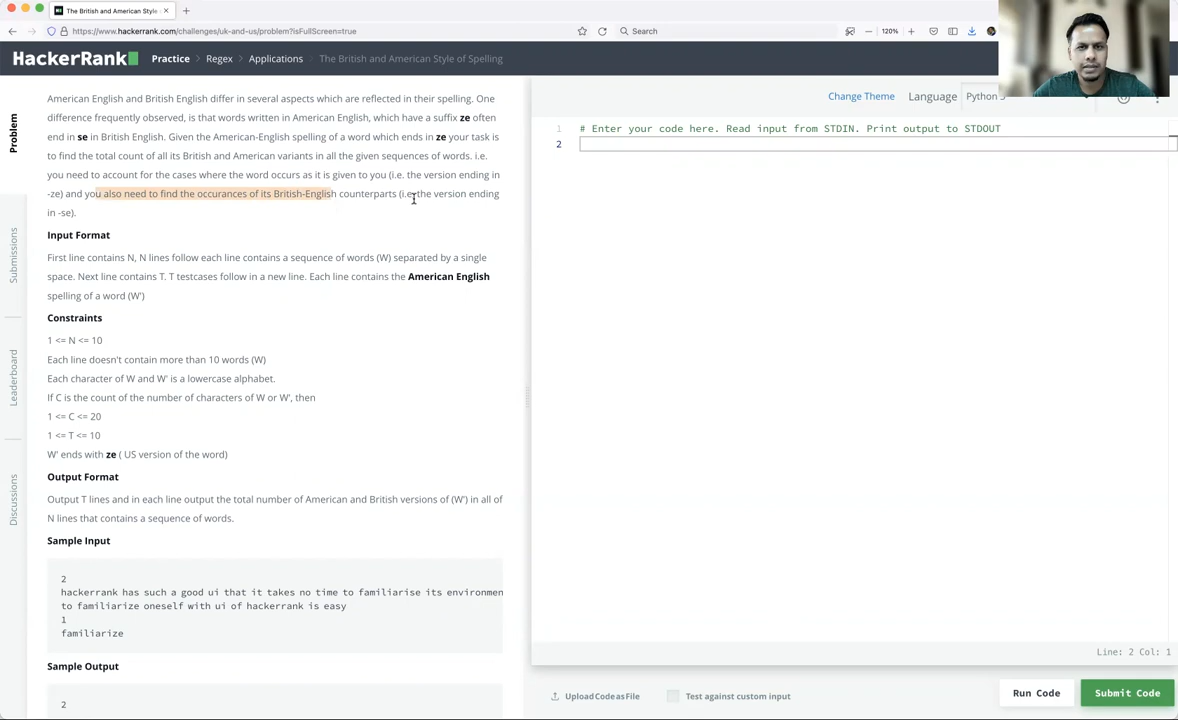 The British and American Style
https://www.hackerrank.com/challenges/uk-and-us/problem?isFullScreen=true
120%
Search
HackerRank
Practice > Regex > Applications > The British and American Style of Spelling
Problem
Submissions
Leaderboard
Discussions
American English and British English differ in several aspects which are reflected in their spelling. One
difference frequently observed, is that words written in American English, which have a suffix ze often
end in se in British English. Given the American-English spelling of a word which ends in ze your task is
to find the total count of all its British and American variants in all the given sequences of words. i.e.
you need to account for the cases where the word occurs as it is given to you (i.e. the version ending in
-ze) and you also need to find the occurances of its British-English counterparts (i.e. the version ending
in -se).
Input Format
First line contains N, N lines follow each line contains a sequence of words (W) separated by a single
space. Next line contains T. T testcases follow in a new line. Each line contains the American English
spelling of a word (W')
Constraints
1 <= N <= 10
Each line doesn't contain more than 10 words (W)
Each character of W and W' is a lowercase alphabet.
If C is the count of the number of characters of W or W', then
1 <= C <= 20
1 <= T <= 10
W' ends with ze ( US version of the word)
Output Format
Output T lines and in each line output the total number of American and British versions of (W') in all of
N lines that contains a sequence of words.
Sample Input
2
hackerrank has such a good ui that it takes no time to familiarise its environmen
to familiarize oneself with ui of hackerrank is easy
1
familiarize
Sample Output
2
Change Theme
Language
Python
1 # Enter your code here. Read input from STDIN. Print output to STDOUT
2
Line: 2 Col: 1
Upload Code as File
Test against custom input
Run Code
Submit Code